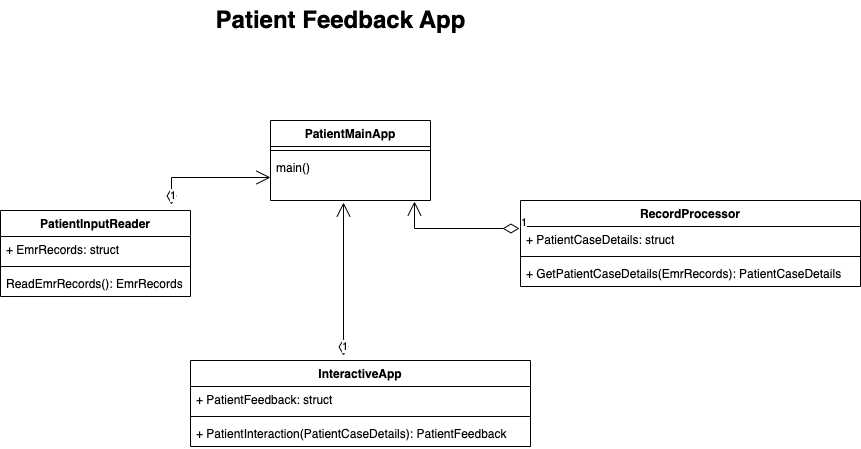 Patient Feedback App
PatientMainApp
main()
1
PatientInputReader
+ EmrRecords: struct
ReadEmrRecords(): EmrRecords
1
RecordProcessor
+ PatientCaseDetails: struct
+ GetPatientCaseDetails(EmrRecords): PatientCaseDetails
1
InteractiveApp
+ PatientFeedback: struct
+ PatientInteraction(PatientCaseDetails): PatientFeedback